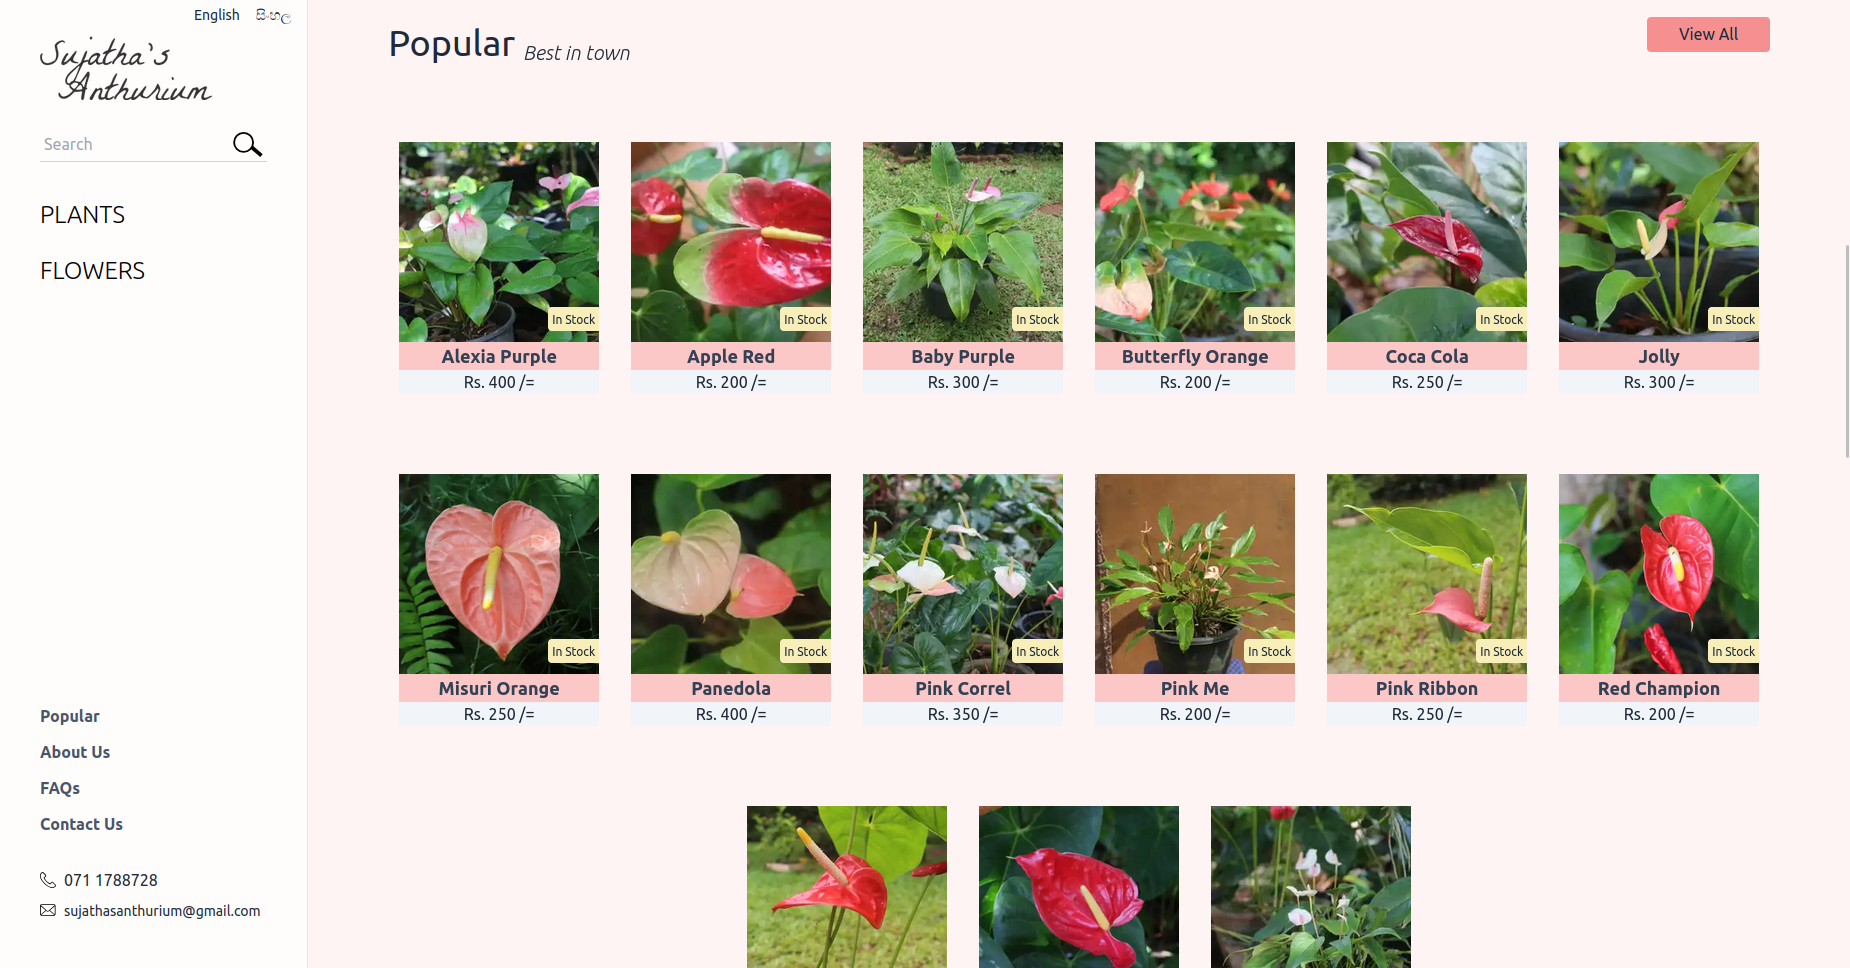 English සිංහල
Sujatha's
Anthurium
Search
PLANTS
FLOWERS
Popular
About Us
FAQs
Contact Us
071 1788728
sujathasanthurium@gmail.com
Popular Best in town
View All
In Stock In Stock In Stock In Stock In Stock In Stock
Alexia Purple Apple Red Baby Purple Butterfly Orange Coca Cola Jolly
Rs. 400 /= Rs. 200 /= Rs. 300 /= Rs. 200 /= Rs. 250 /= Rs. 300 /=
In Stock In Stock In Stock In Stock In Stock In Stock
Misuri Orange Panedola Pink Correl Pink Me Pink Ribbon Red Champion
Rs. 250 /= Rs. 400 /= Rs. 350 /= Rs. 200 /= Rs. 250 /= Rs. 200 /=